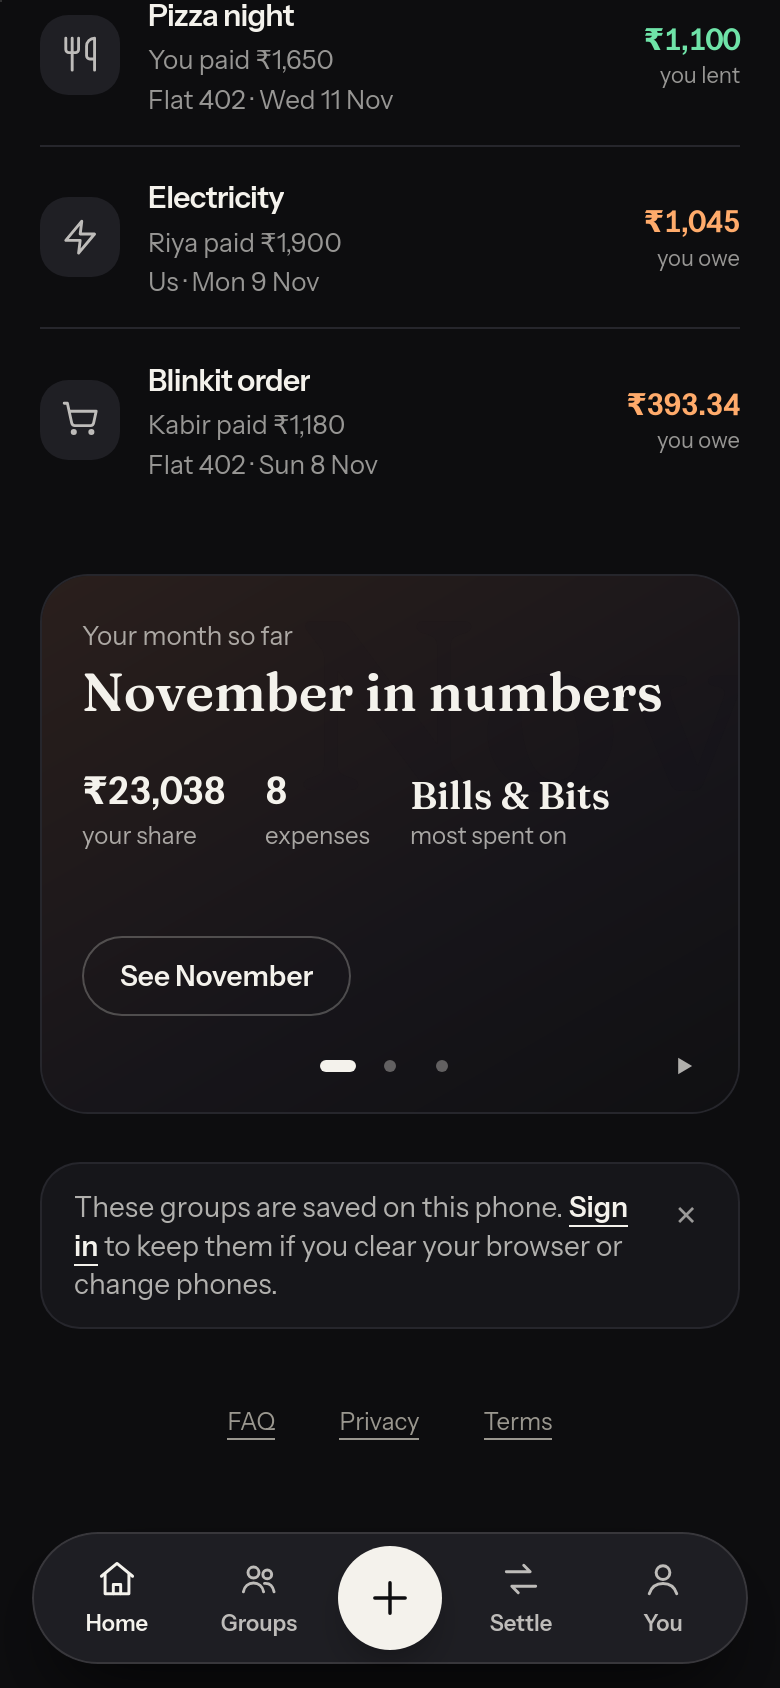 Pizza night
You paid ₹1,650
Flat 402 · Wed 11 Nov
₹1,100
you lent
Electricity
Riya paid ₹1,900
Us · Mon 9 Nov
₹1,045
you owe
Blinkit order
Kabir paid ₹1,180
Flat 402 · Sun 8 Nov
₹393.34
you owe
Your month so far
November in numbers
₹23,038
your share
8
expenses
Bills & Bits
most spent on
See November
These groups are saved on this phone. Sign
in to keep them if you clear your browser or
change phones.
FAQ
Privacy
Terms
Home
Groups
Settle
You